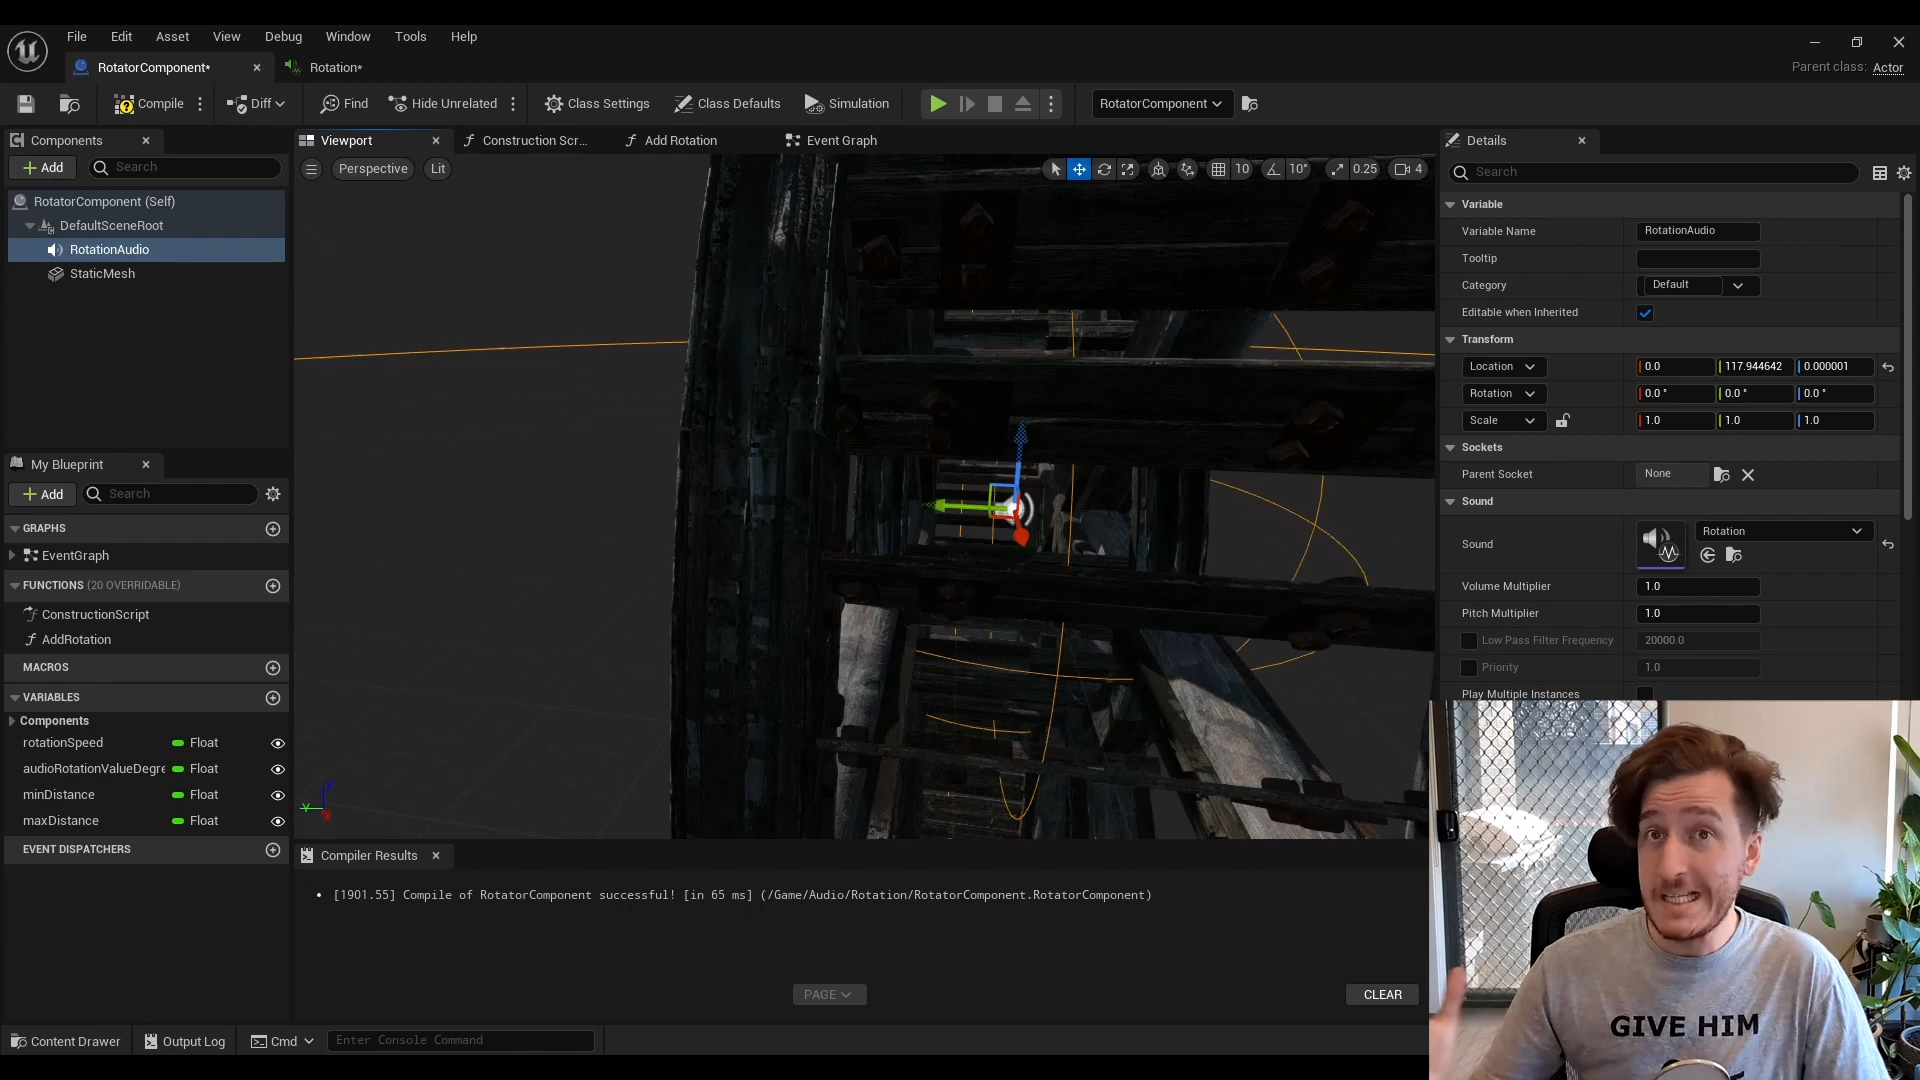 File Edit Asset View Debug Window Tools Help
RotatorComponent*
Rotation*
Parent class: Actor
Compile
Diff
Find
Hide Unrelated
Class Settings
Class Defaults
Simulation
RotatorComponent
Components
Add
Search
RotatorComponent (Self)
DefaultSceneRoot
RotationAudio
StaticMesh
My Blueprint
Add
Search
GRAPHS
EventGraph
FUNCTIONS (20 OVERRIDABLE)
ConstructionScript
AddRotation
MACROS
VARIABLES
Components
rotationSpeed Float
audioRotationValueDegre Float
minDistance Float
maxDistance Float
EVENT DISPATCHERS
Viewport
Construction Scr...
Add Rotation
Event Graph
Perspective
Lit
10
10°
0.25
4
Z
Y
X
Compiler Results
[1901.55] Compile of RotatorComponent successful! [in 65 ms] (/Game/Audio/Rotation/RotatorComponent.RotatorComponent)
PAGE
CLEAR
Details
Search
Variable
Variable Name RotationAudio
Tooltip
Category Default
Editable when Inherited
Transform
Location 0.0 117.944642 0.000001
Rotation 0.0 ° 0.0 ° 0.0 °
Scale 1.0 1.0 1.0
Sockets
Parent Socket None
Sound
Sound Rotation
Volume Multiplier 1.0
Pitch Multiplier 1.0
Low Pass Filter Frequency 20000.0
Priority 1.0
Play Multiple Instances
GIVE HIM
Content Drawer
Output Log
Cmd
Enter Console Command